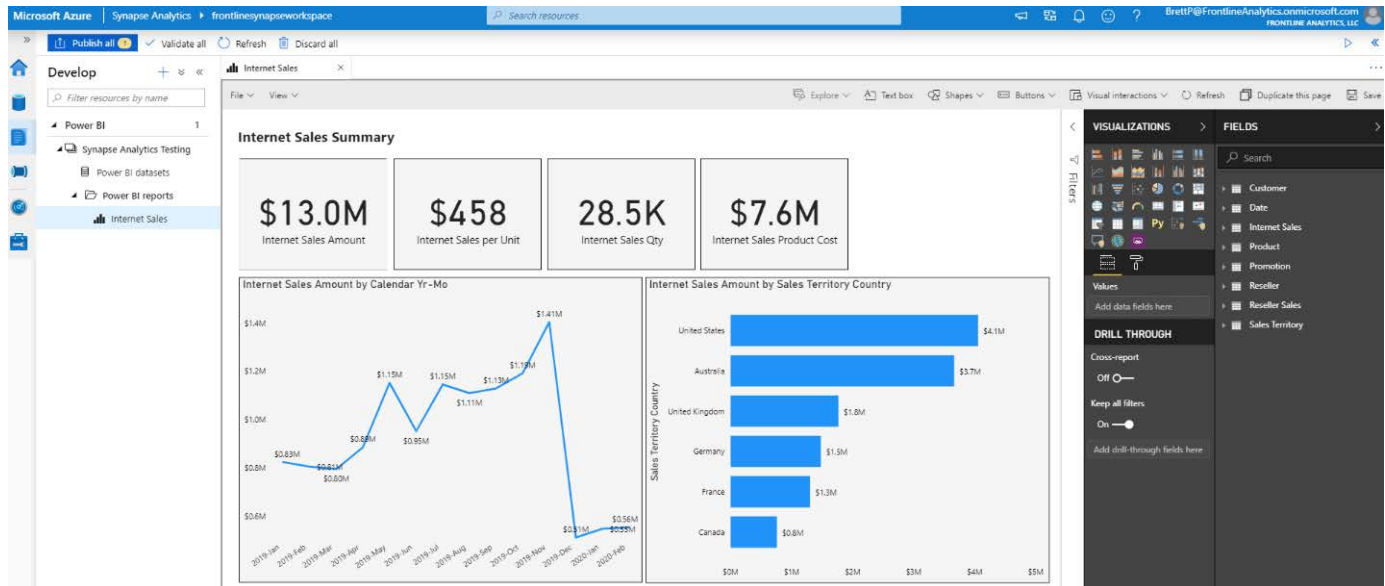 Microsoft Azure Synapse Analytics frontlinesynapseworkspace Search resources ? BrettP@FrontlineAnalytics.onmicrosoft.com
FRONTLINE ANALYTICS, LLC
» Publish all 1 Validate all Refresh Discard all «
Develop + «
Internet Sales ×
...
Filter resources by name
File View Explore Text box Shapes Buttons Visual interactions Refresh Duplicate this page Save
Power BI 1
Synapse Analytics Testing
Power BI datasets
Power BI reports
Internet Sales
Internet Sales Summary
$13.0M
Internet Sales Amount
$458
Internet Sales per Unit
28.5K
Internet Sales Qty
$7.6M
Internet Sales Product Cost
Internet Sales Amount by Calendar Yr-Mo
$1.4M
$1.2M
$1.0M
$0.8M
$0.6M
$0.83M
$0.81M
$0.80M
$1.15M
$0.95M
$1.15M
$1.11M
$1.13M
$1.41M
$0.56M
2019-Jan 2019-Feb 2019-Mar 2019-Apr 2019-May 2019-Jun 2019-Jul 2019-Aug 2019-Sep 2019-Oct 2019-Nov 2019-Dec 2020-Jan 2020-Feb
Internet Sales Amount by Sales Territory Country
Sales Territory Country
United States $4.1M
Australia $3.7M
United Kingdom $1.8M
Germany $1.5M
France $1.3M
Canada $0.8M
$0M $1M $2M $3M $4M $5M
Filters
VISUALIZATIONS
Py
Values
Add data fields here
DRILL THROUGH
Cross-report
Off
Keep all filters
On
Add drill-through fields here
FIELDS
Search
Customer
Date
Internet Sales
Product
Promotion
Reseller
Reseller Sales
Sales Territory